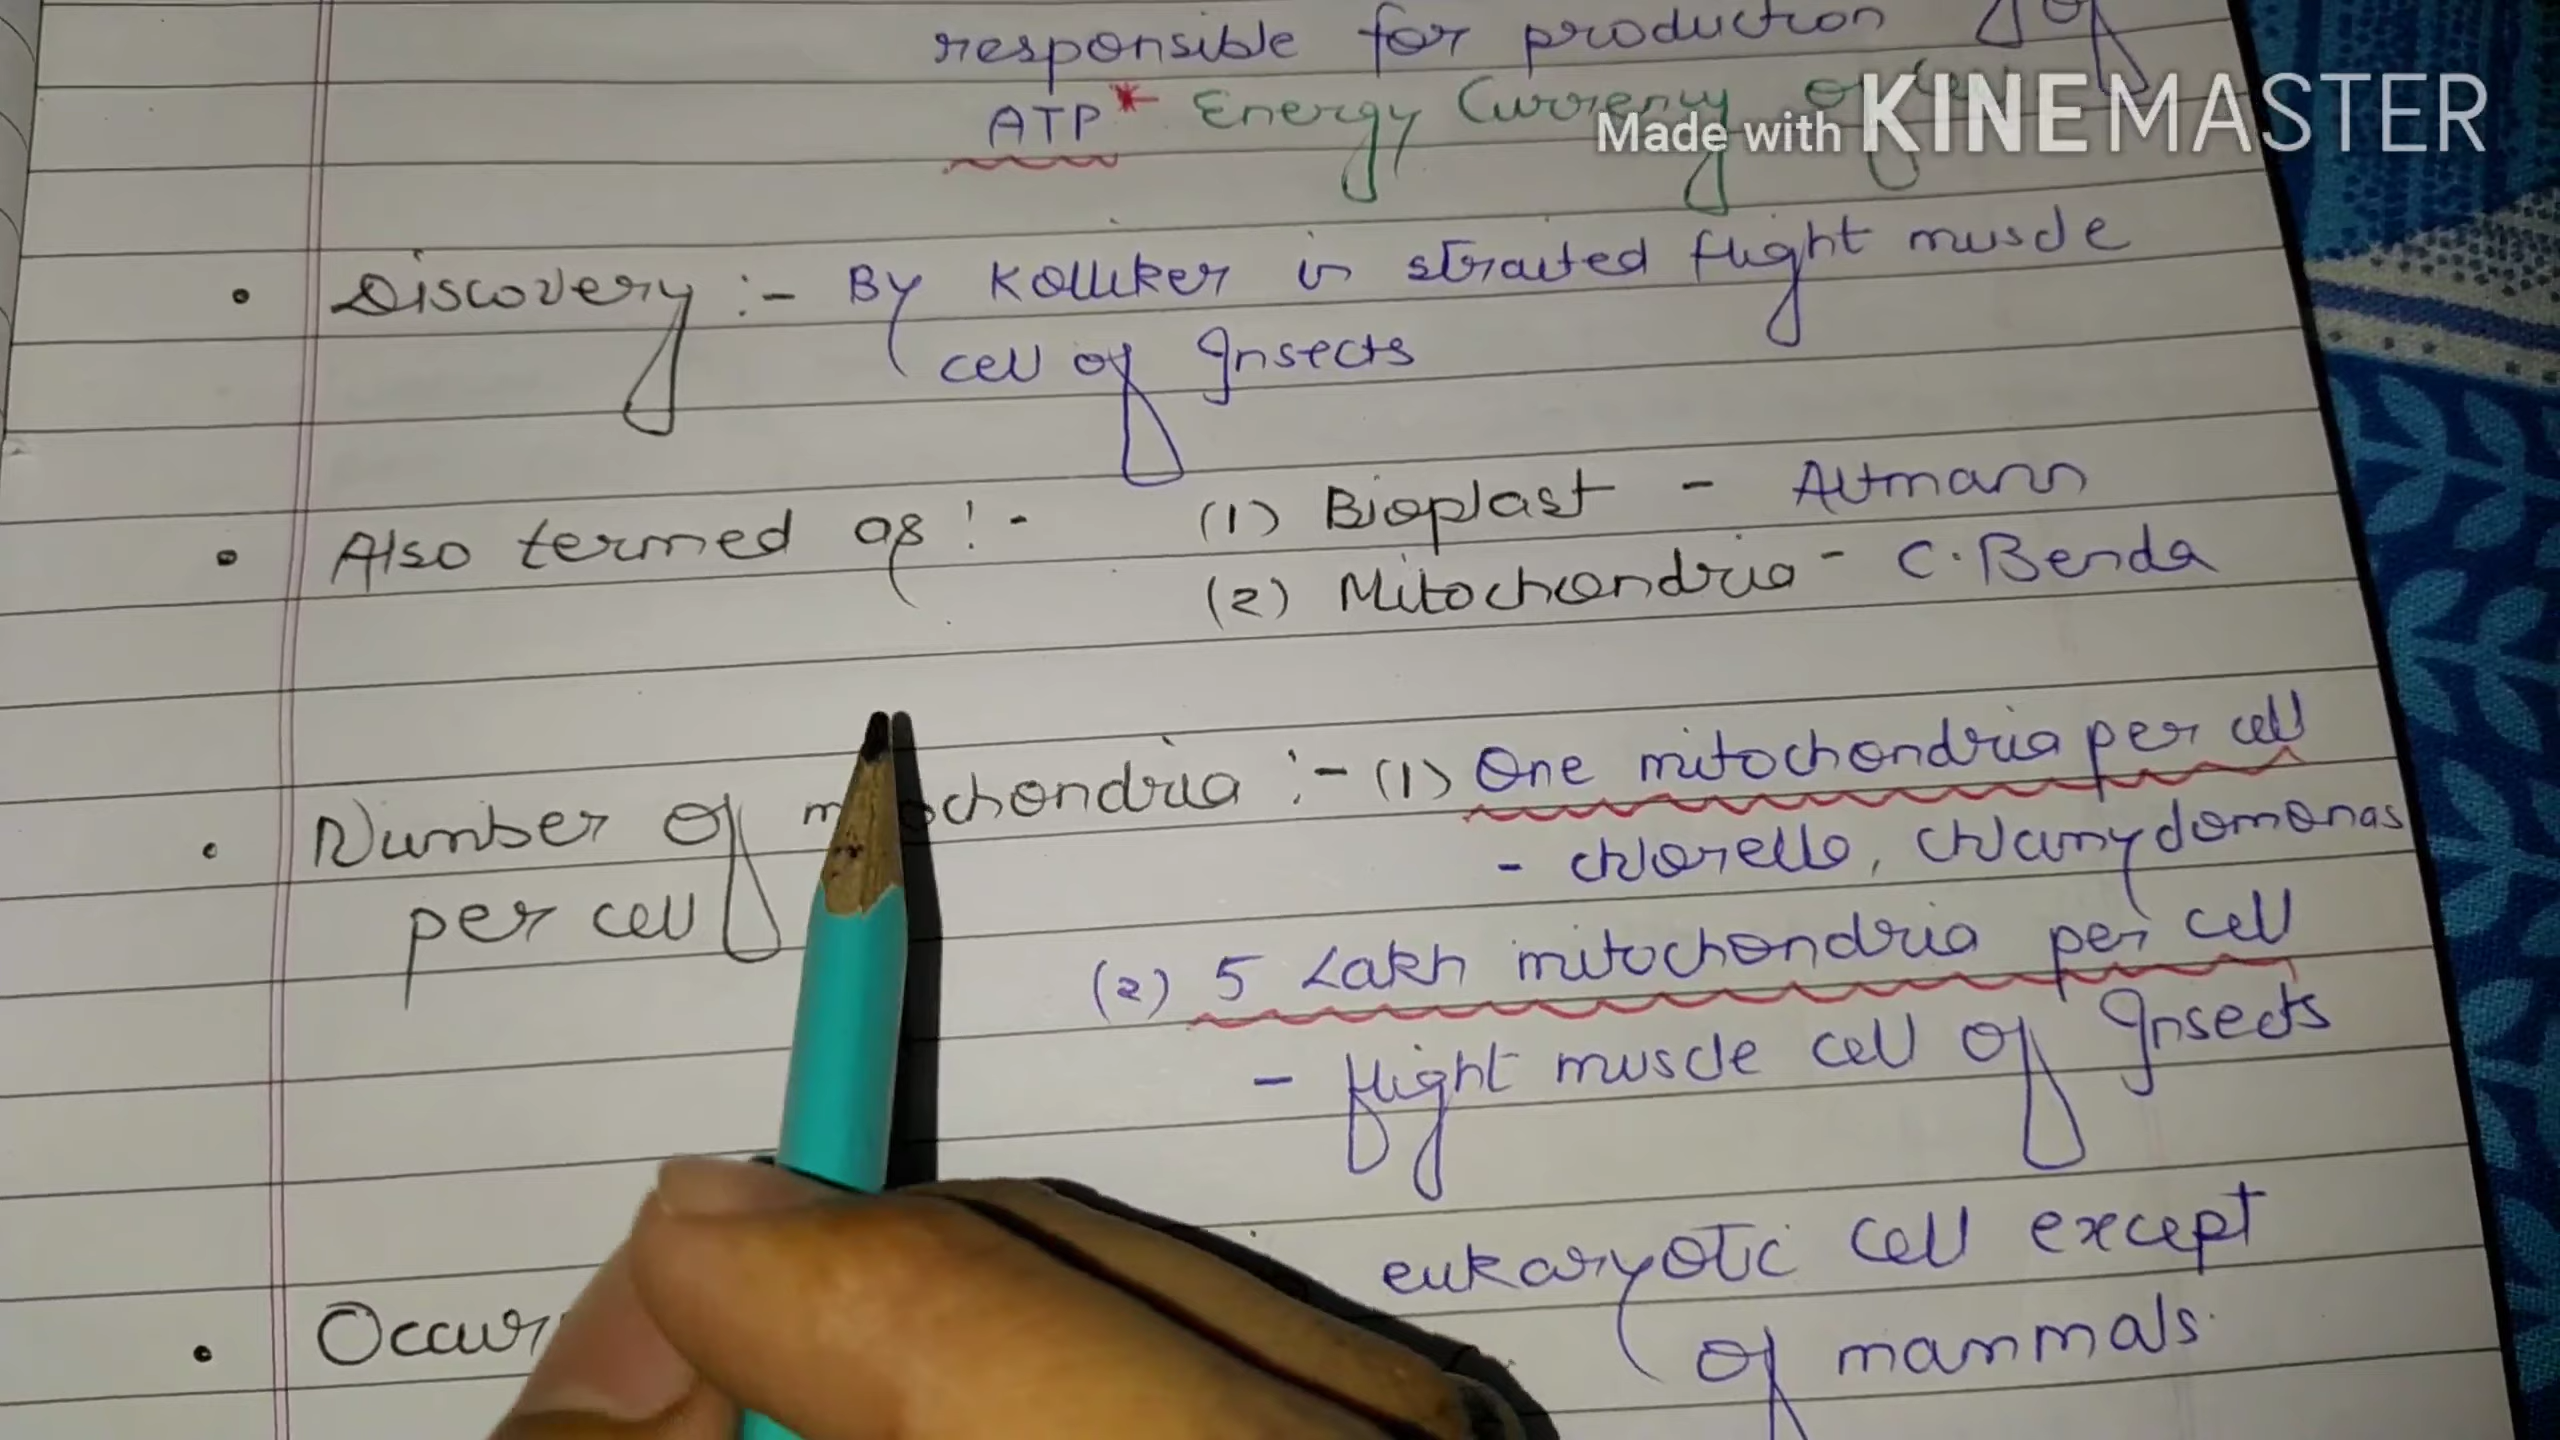 responsible for production of
ATP* Energy Currency of
Made with KINEMASTER
• Discovery :- By Kolliker in straited flight muscle
cell of Insects
• Also termed as :- (1) Bioplast - Altmann
(2) Mitochondria - C. Benda
• Number of mitochondria :- (1) One mitochondria per cell
per cell - chlorella, chlamydomonas
(2) 5 Lakh mitochondria per cell
- flight muscle cell of Insects
• Occur eukaryotic cell except
of mammals.